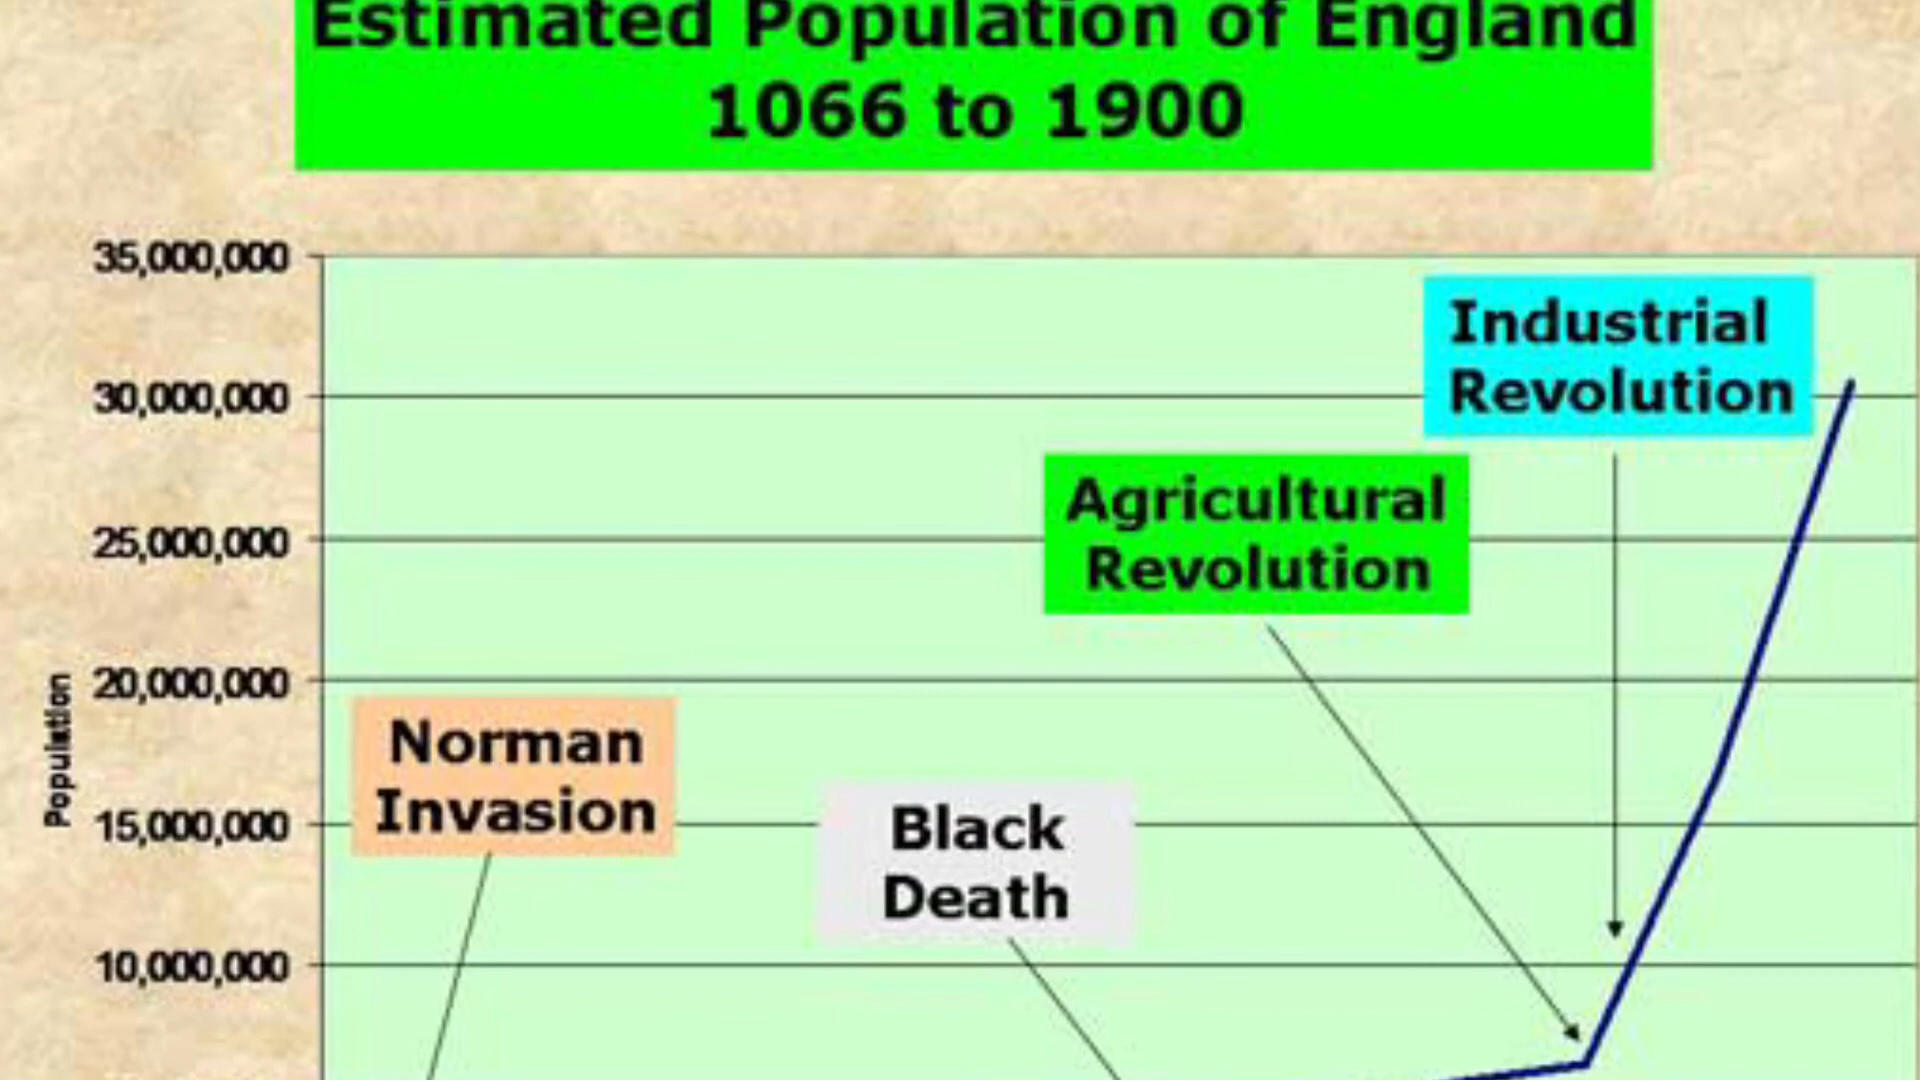 Estimated Population of England
1066 to 1900
35,000,000
Industrial
Revolution
30,000,000
Agricultural
Revolution
25,000,000
20,000,000
Population
Norman
Invasion
15,000,000
Black
Death
10,000,000